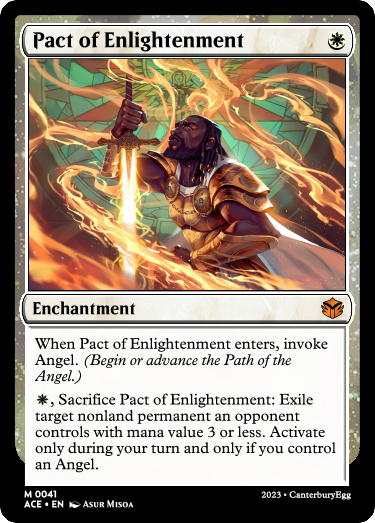 Pact of Enlightenment
Enchantment
When Pact of Enlightenment enters, invoke
Angel. (Begin or advance the Path of the
Angel.)
, Sacrifice Pact of Enlightenment: Exile
target nonland permanent an opponent
controls with mana value 3 or less. Activate
only during your turn and only if you control
an Angel.
M 0041
ACE • EN Asur Misoa
2023 • CanterburyEgg